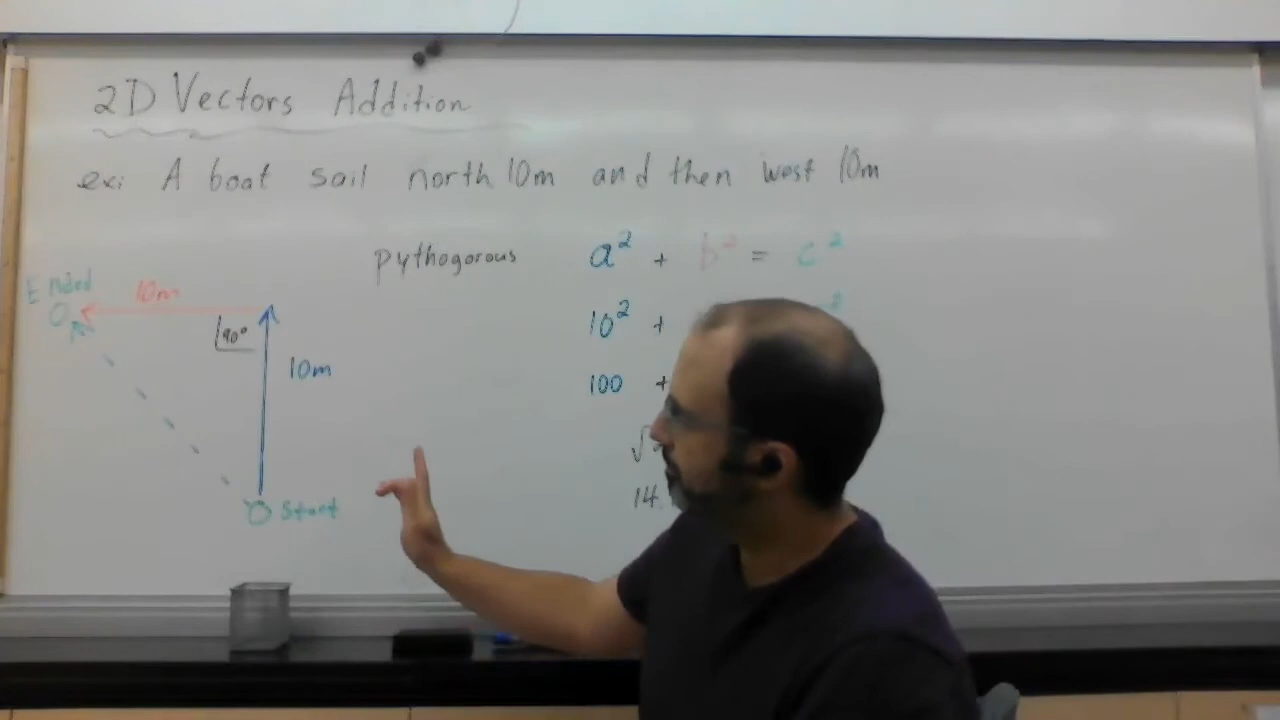 2D Vectors Addition
ex: A boat sail north 10m and then west 10m
pythogorous a² + b² = c²
Ended
10m
90°
10² +
10m
100 +
√
14.
Start